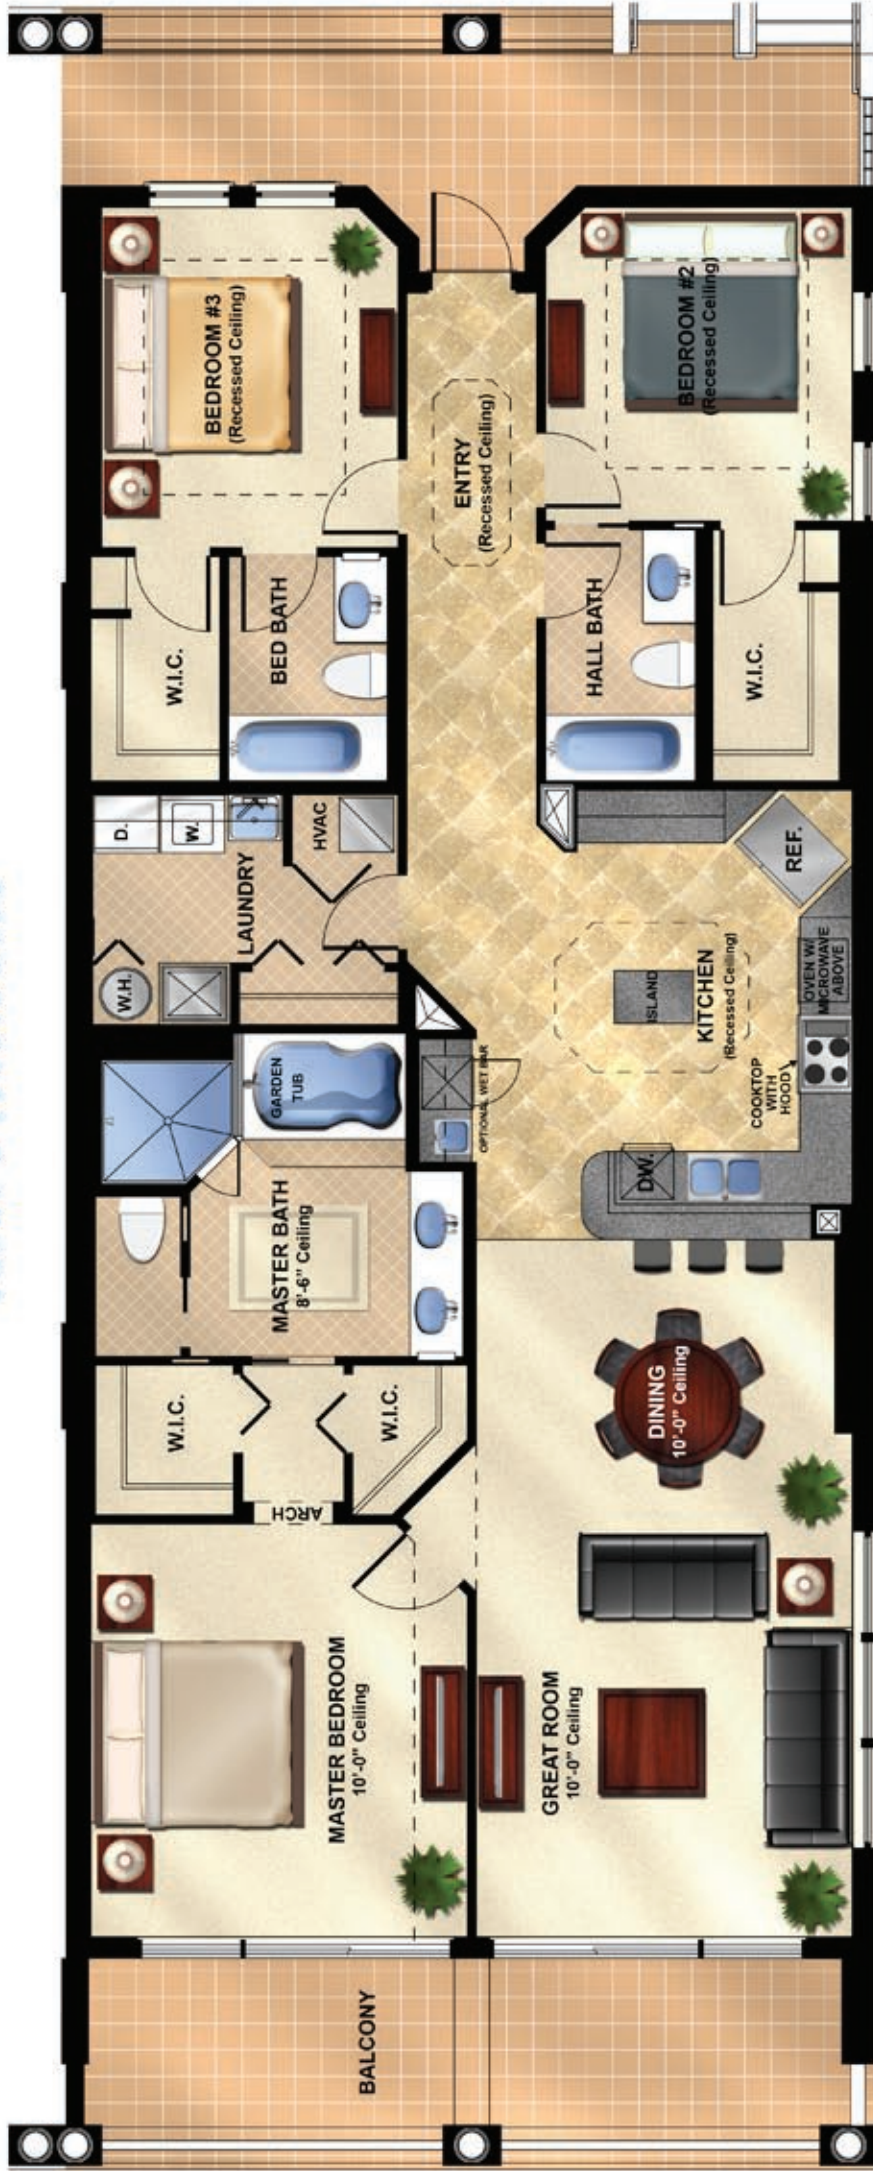 BEDROOM #3
(Recessed Ceiling)
BEDROOM #2
(Recessed Ceiling)
ENTRY
(Recessed Ceiling)
W.I.C.
BED BATH
HALL BATH
W.I.C.
D.
W.
HVAC
LAUNDRY
W.H.
REF.
ISLAND
KITCHEN
(Recessed Ceiling)
OVEN W/
MICROWAVE
ABOVE
COOKTOP
WITH
HOOD
OPTIONAL WET BAR
DW.
GARDEN
TUB
MASTER BATH
8'-6" Ceiling
W.I.C.
W.I.C.
ARCH
DINING
10'-0" Ceiling
MASTER BEDROOM
10'-0" Ceiling
GREAT ROOM
10'-0" Ceiling
BALCONY